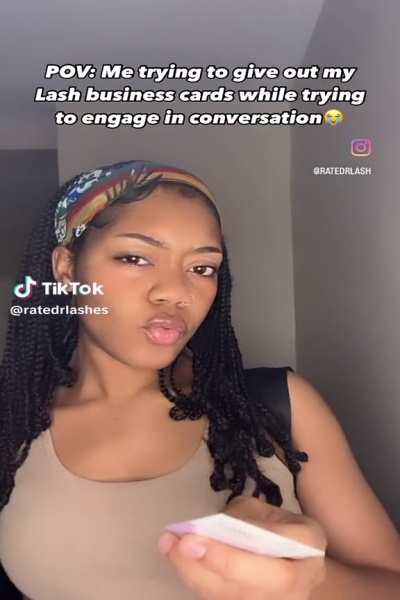 POV: Me trying to give out my
Lash business cards while trying
to engage in conversation😭
@RATEDRLASH
TikTok
@ratedrlashes